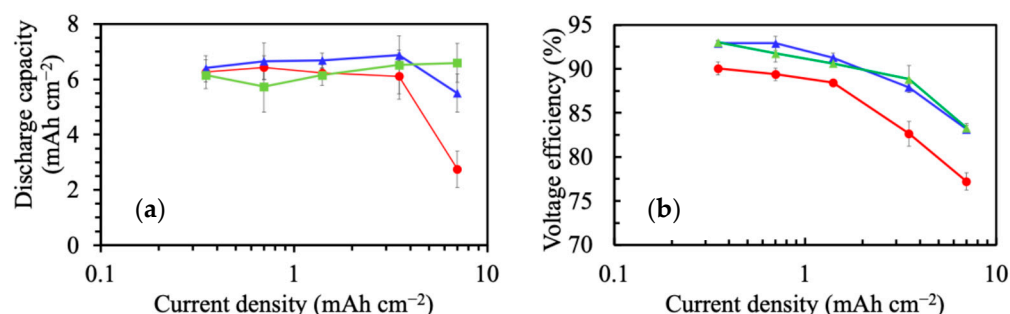 Discharge capacity
(mAh cm⁻²)
8
6
4
2
0
(a)
0.1
1
10
Current density (mAh cm⁻²)
Voltage efficiency (%)
95
90
85
80
75
70
(b)
0.1
1
10
Current density (mAh cm⁻²)